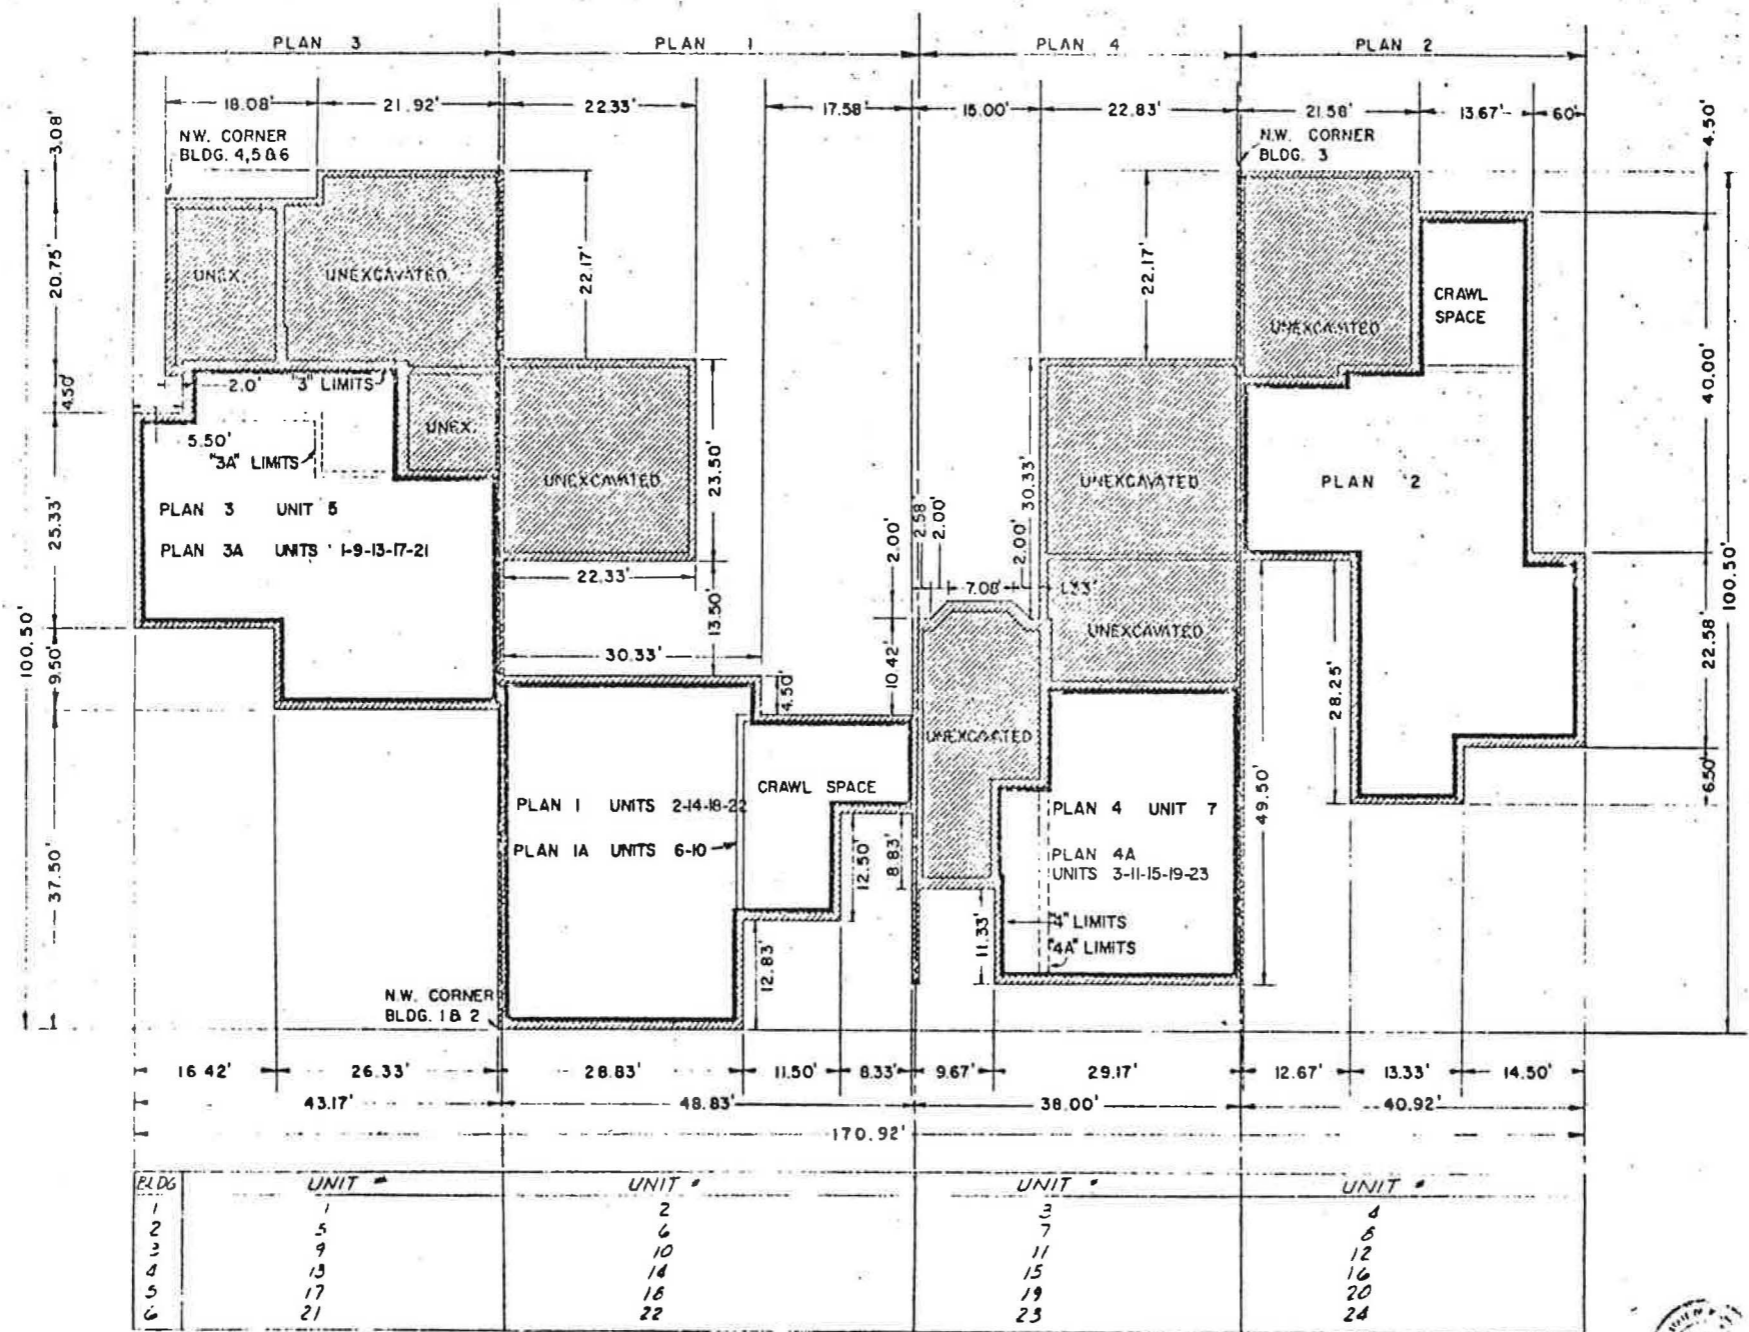 PLAN 3
PLAN 1
PLAN 4
PLAN 2
18.08'
21.92'
22.33'
17.58'
15.00'
22.83'
21.58'
13.67'
60'
3.08'
4.50'
N.W. CORNER
BLDG. 4,5&6
N.W. CORNER
BLDG. 3
20.75'
UNEX.
UNEXCAVATED
22.17'
22.17'
UNEXCAVATED
CRAWL
SPACE
40.00'
4.50'
2.0'
"3" LIMITS
5.50'
"3A" LIMITS
UNEX.
UNEXCAVATED
23.50'
30.33'
UNEXCAVATED
PLAN 2
25.33'
PLAN 3 UNIT 5
PLAN 3A UNITS 1-9-13-17-21
22.33'
2.00'
2.58'
2.00'
7.08'
2.00'
1.33'
13.50'
UNEXCAVATED
100.50'
100.50'
9.50'
30.33'
10.42'
4.50'
22.58'
28.25'
UNEXCAVATED
37.50'
CRAWL SPACE
PLAN 1 UNITS 2-14-18-22
PLAN 1A UNITS 6-10
PLAN 4 UNIT 7
PLAN 4A
UNITS 3-11-15-19-23
49.50'
6.50'
12.50'
8.83'
11.33'
"4" LIMITS
"4A" LIMITS
12.83'
N.W. CORNER
BLDG. 1 & 2
16 42'
26.33'
28.83'
11.50'
8.33'
9.67'
29.17'
12.67'
13.33'
14.50'
43.17'
48.83'
38.00'
40.92'
170.92'
BLDG UNIT # UNIT # UNIT # UNIT #
1 1 2 3 4
2 5 6 7 8
3 9 10 11 12
4 13 14 15 16
5 17 18 19 20
6 21 22 23 24